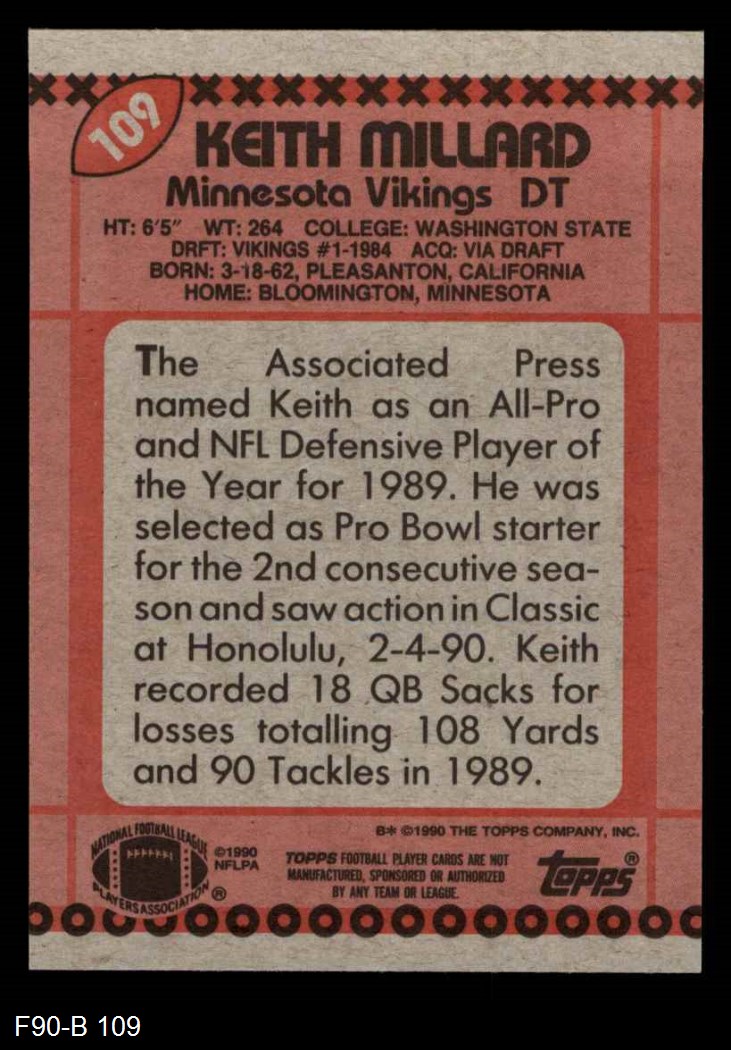 109
KEITH MILLARD
Minnesota Vikings DT
HT: 6'5" WT: 264 COLLEGE: WASHINGTON STATE
DRFT: VIKINGS #1-1984 ACQ: VIA DRAFT
BORN: 3-18-62, PLEASANTON, CALIFORNIA
HOME: BLOOMINGTON, MINNESOTA
The Associated Press
named Keith as an All-Pro
and NFL Defensive Player of
the Year for 1989. He was
selected as Pro Bowl starter
for the 2nd consecutive sea-
son and saw action in Classic
at Honolulu, 2-4-90. Keith
recorded 18 QB Sacks for
losses totalling 108 Yards
and 90 Tackles in 1989.
B* ©1990 THE TOPPS COMPANY, INC.
NATIONAL FOOTBALL LEAGUE
PLAYERS ASSOCIATION ®
©1990
NFLPA
TOPPS FOOTBALL PLAYER CARDS ARE NOT
MANUFACTURED, SPONSORED OR AUTHORIZED
BY ANY TEAM OR LEAGUE.
topps®
F90-B 109